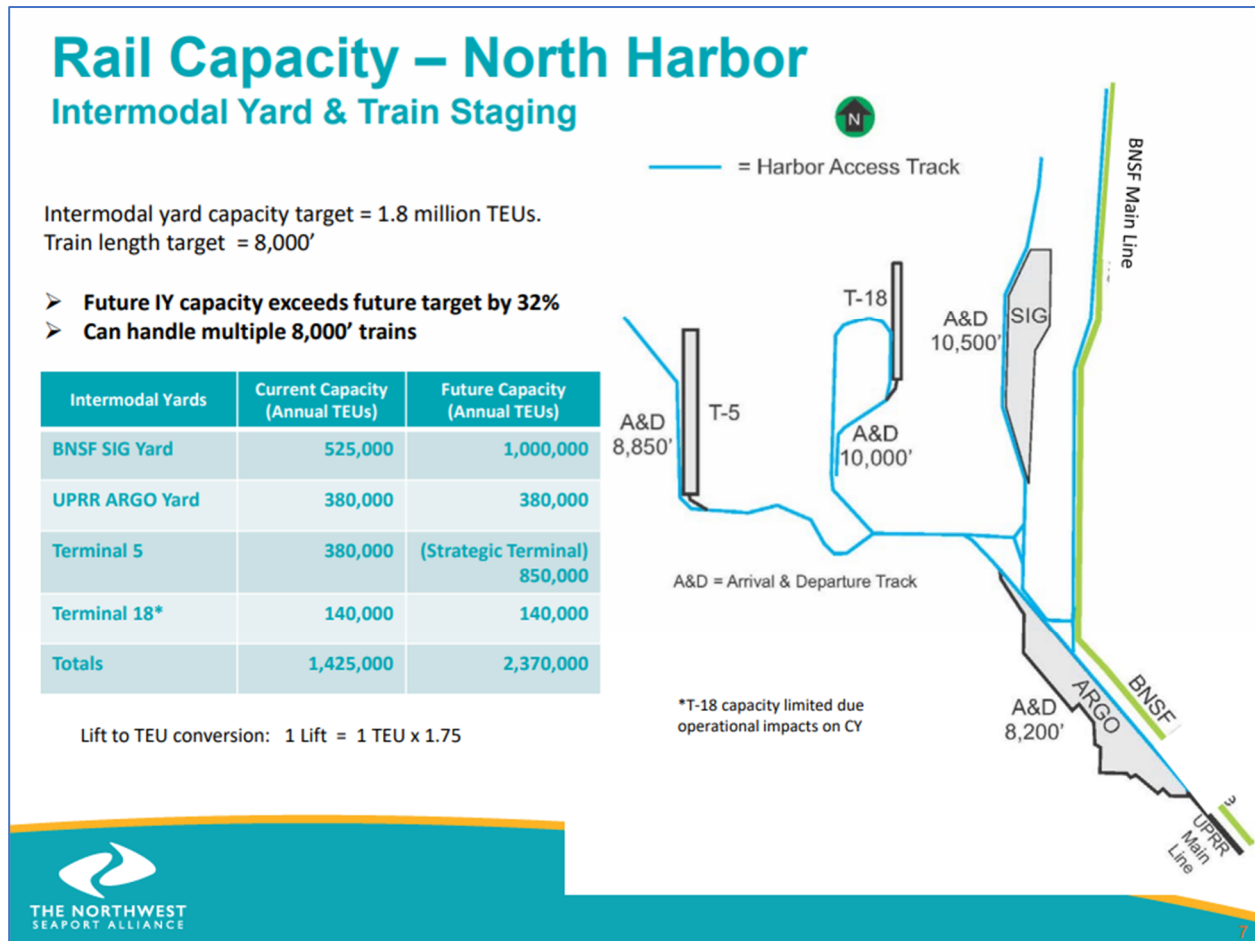 Rail Capacity – North Harbor
Intermodal Yard & Train Staging
N
= Harbor Access Track
BNSF Main Line
Intermodal yard capacity target = 1.8 million TEUs.
Train length target = 8,000'
➢ Future IY capacity exceeds future target by 32%
➢ Can handle multiple 8,000' trains
Intermodal Yards
Current Capacity
(Annual TEUs)
Future Capacity
(Annual TEUs)
BNSF SIG Yard 525,000 1,000,000
UPRR ARGO Yard 380,000 380,000
Terminal 5 380,000 (Strategic Terminal)
850,000
Terminal 18* 140,000 140,000
Totals 1,425,000 2,370,000
Lift to TEU conversion: 1 Lift = 1 TEU x 1.75
A&D
8,850'
T-5
T-18
A&D
10,000'
A&D
10,500'
SIG
A&D = Arrival & Departure Track
*T-18 capacity limited due
operational impacts on CY
A&D
8,200'
ARGO
BNSF
UPRR
Main
Line
THE NORTHWEST
SEAPORT ALLIANCE
7